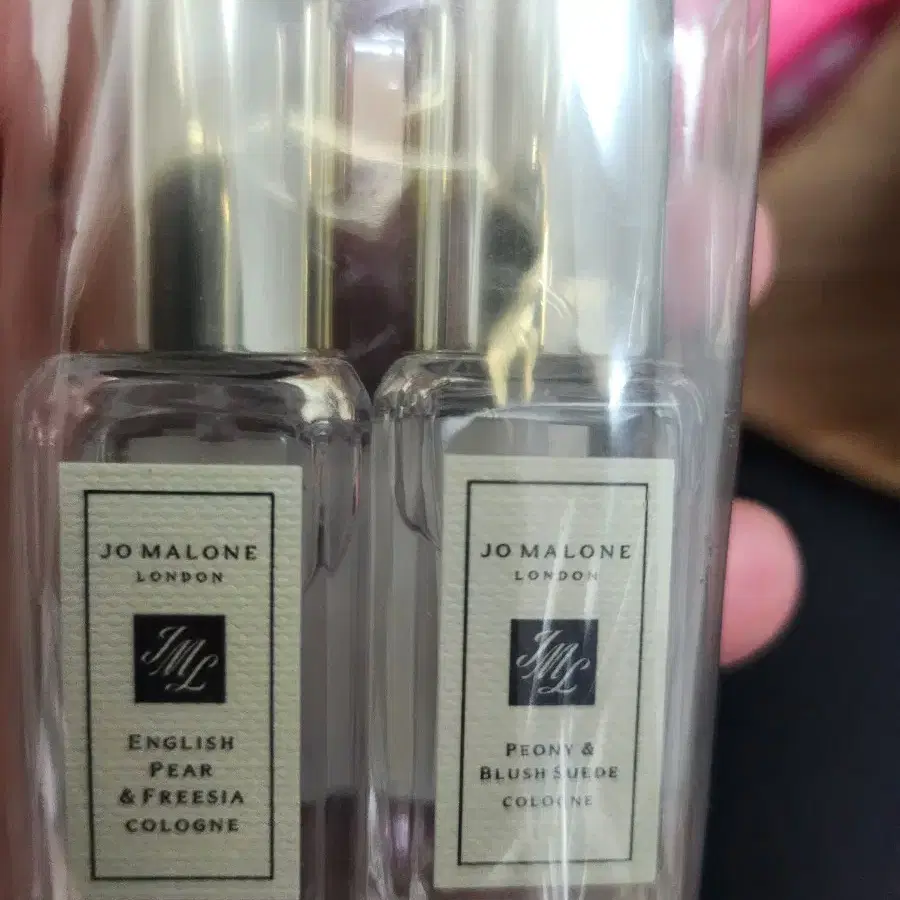 JO MALONE
LONDON
JML
ENGLISH
PEAR
& FREESIA
COLOGNE
JO MALONE
LONDON
JML
PEONY &
BLUSH SUEDE
COLOGNE